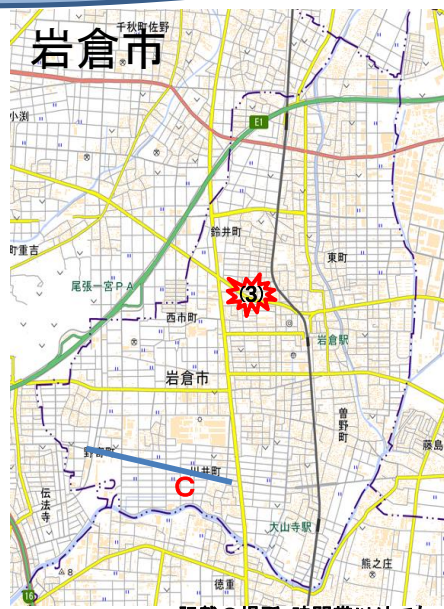 千秋町佐野
岩倉市
小渕
E1
鈴井町
町重吉
東町
尾張一宮PA
(3)
西市町
岩倉駅
岩倉市
曽野町
野寄町
川井町
藤島
C
伝法寺
大山寺駅
熊之庄
8
徳重
16